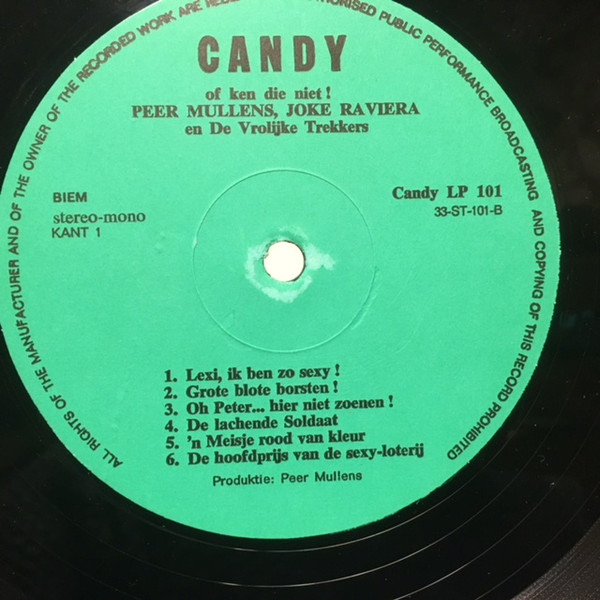 ALL RIGHTS OF THE MANUFACTURER AND OF THE OWNER OF THE RECORDED WORK ARE PUBLIC PERFORMANCE BROADCASTING AND COPYING OF THIS RECORD PROHIBITED
CANDY
of ken die niet !
PEER MULLENS, JOKE RAVIERA
en De Vrolijke Trekkers
BIEM
stereo-mono
KANT 1
Candy LP 101
33-ST-101-B
1. Lexi, ik ben zo sexy !
2. Grote blote borsten !
3. Oh Peter... hier niet zoenen !
4. De lachende Soldaat
5. 'n Meisje rood van kleur
6. De hoofdprijs van de sexy-loterij
Produktie: Peer Mullens